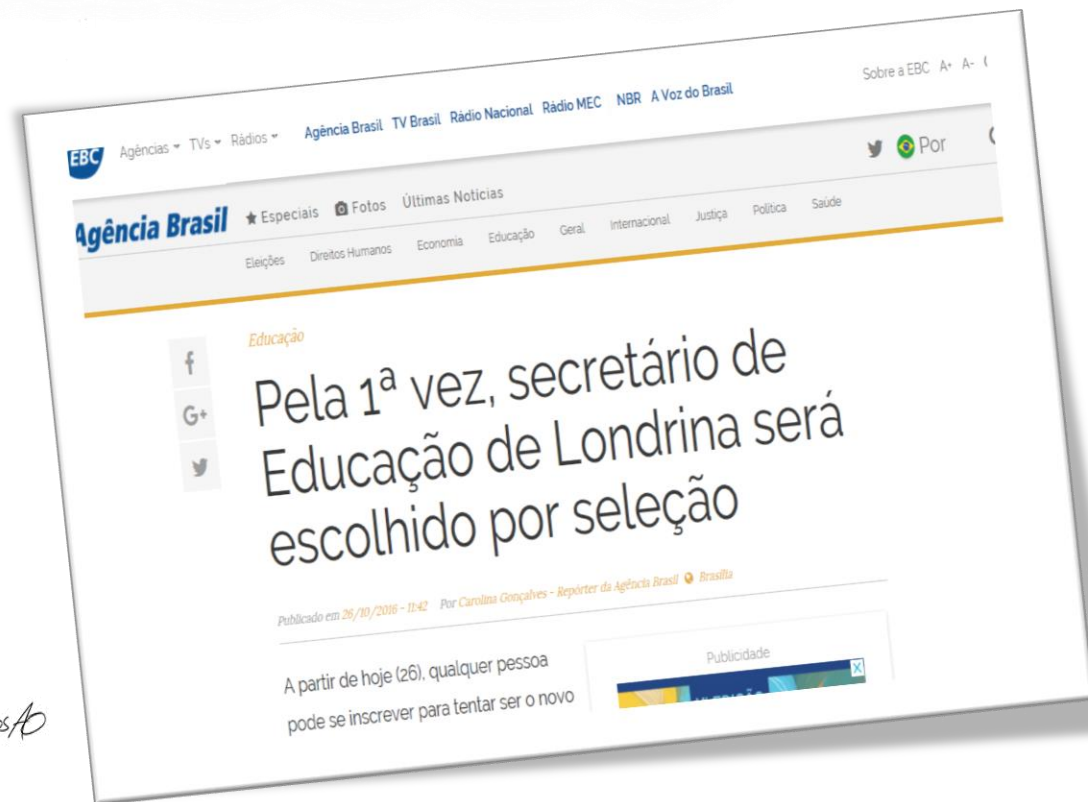 EBC Agências TVs Rádios Agência Brasil TV Brasil Rádio Nacional Rádio MEC NBR A Voz do Brasil Sobre a EBC A+ A-
Agência Brasil Especiais Fotos Últimas Notícias Por
Eleições Direitos Humanos Economia Educação Geral Internacional Justiça Política Saúde
Educação
Pela 1ª vez, secretário de
Educação de Londrina será
escolhido por seleção
f
G+
Publicado em 26/10/2016 - 11:42 Por Carolina Gonçalves - Repórter da Agência Brasil Brasília
A partir de hoje (26), qualquer pessoa
pode se inscrever para tentar ser o novo
Publicidade